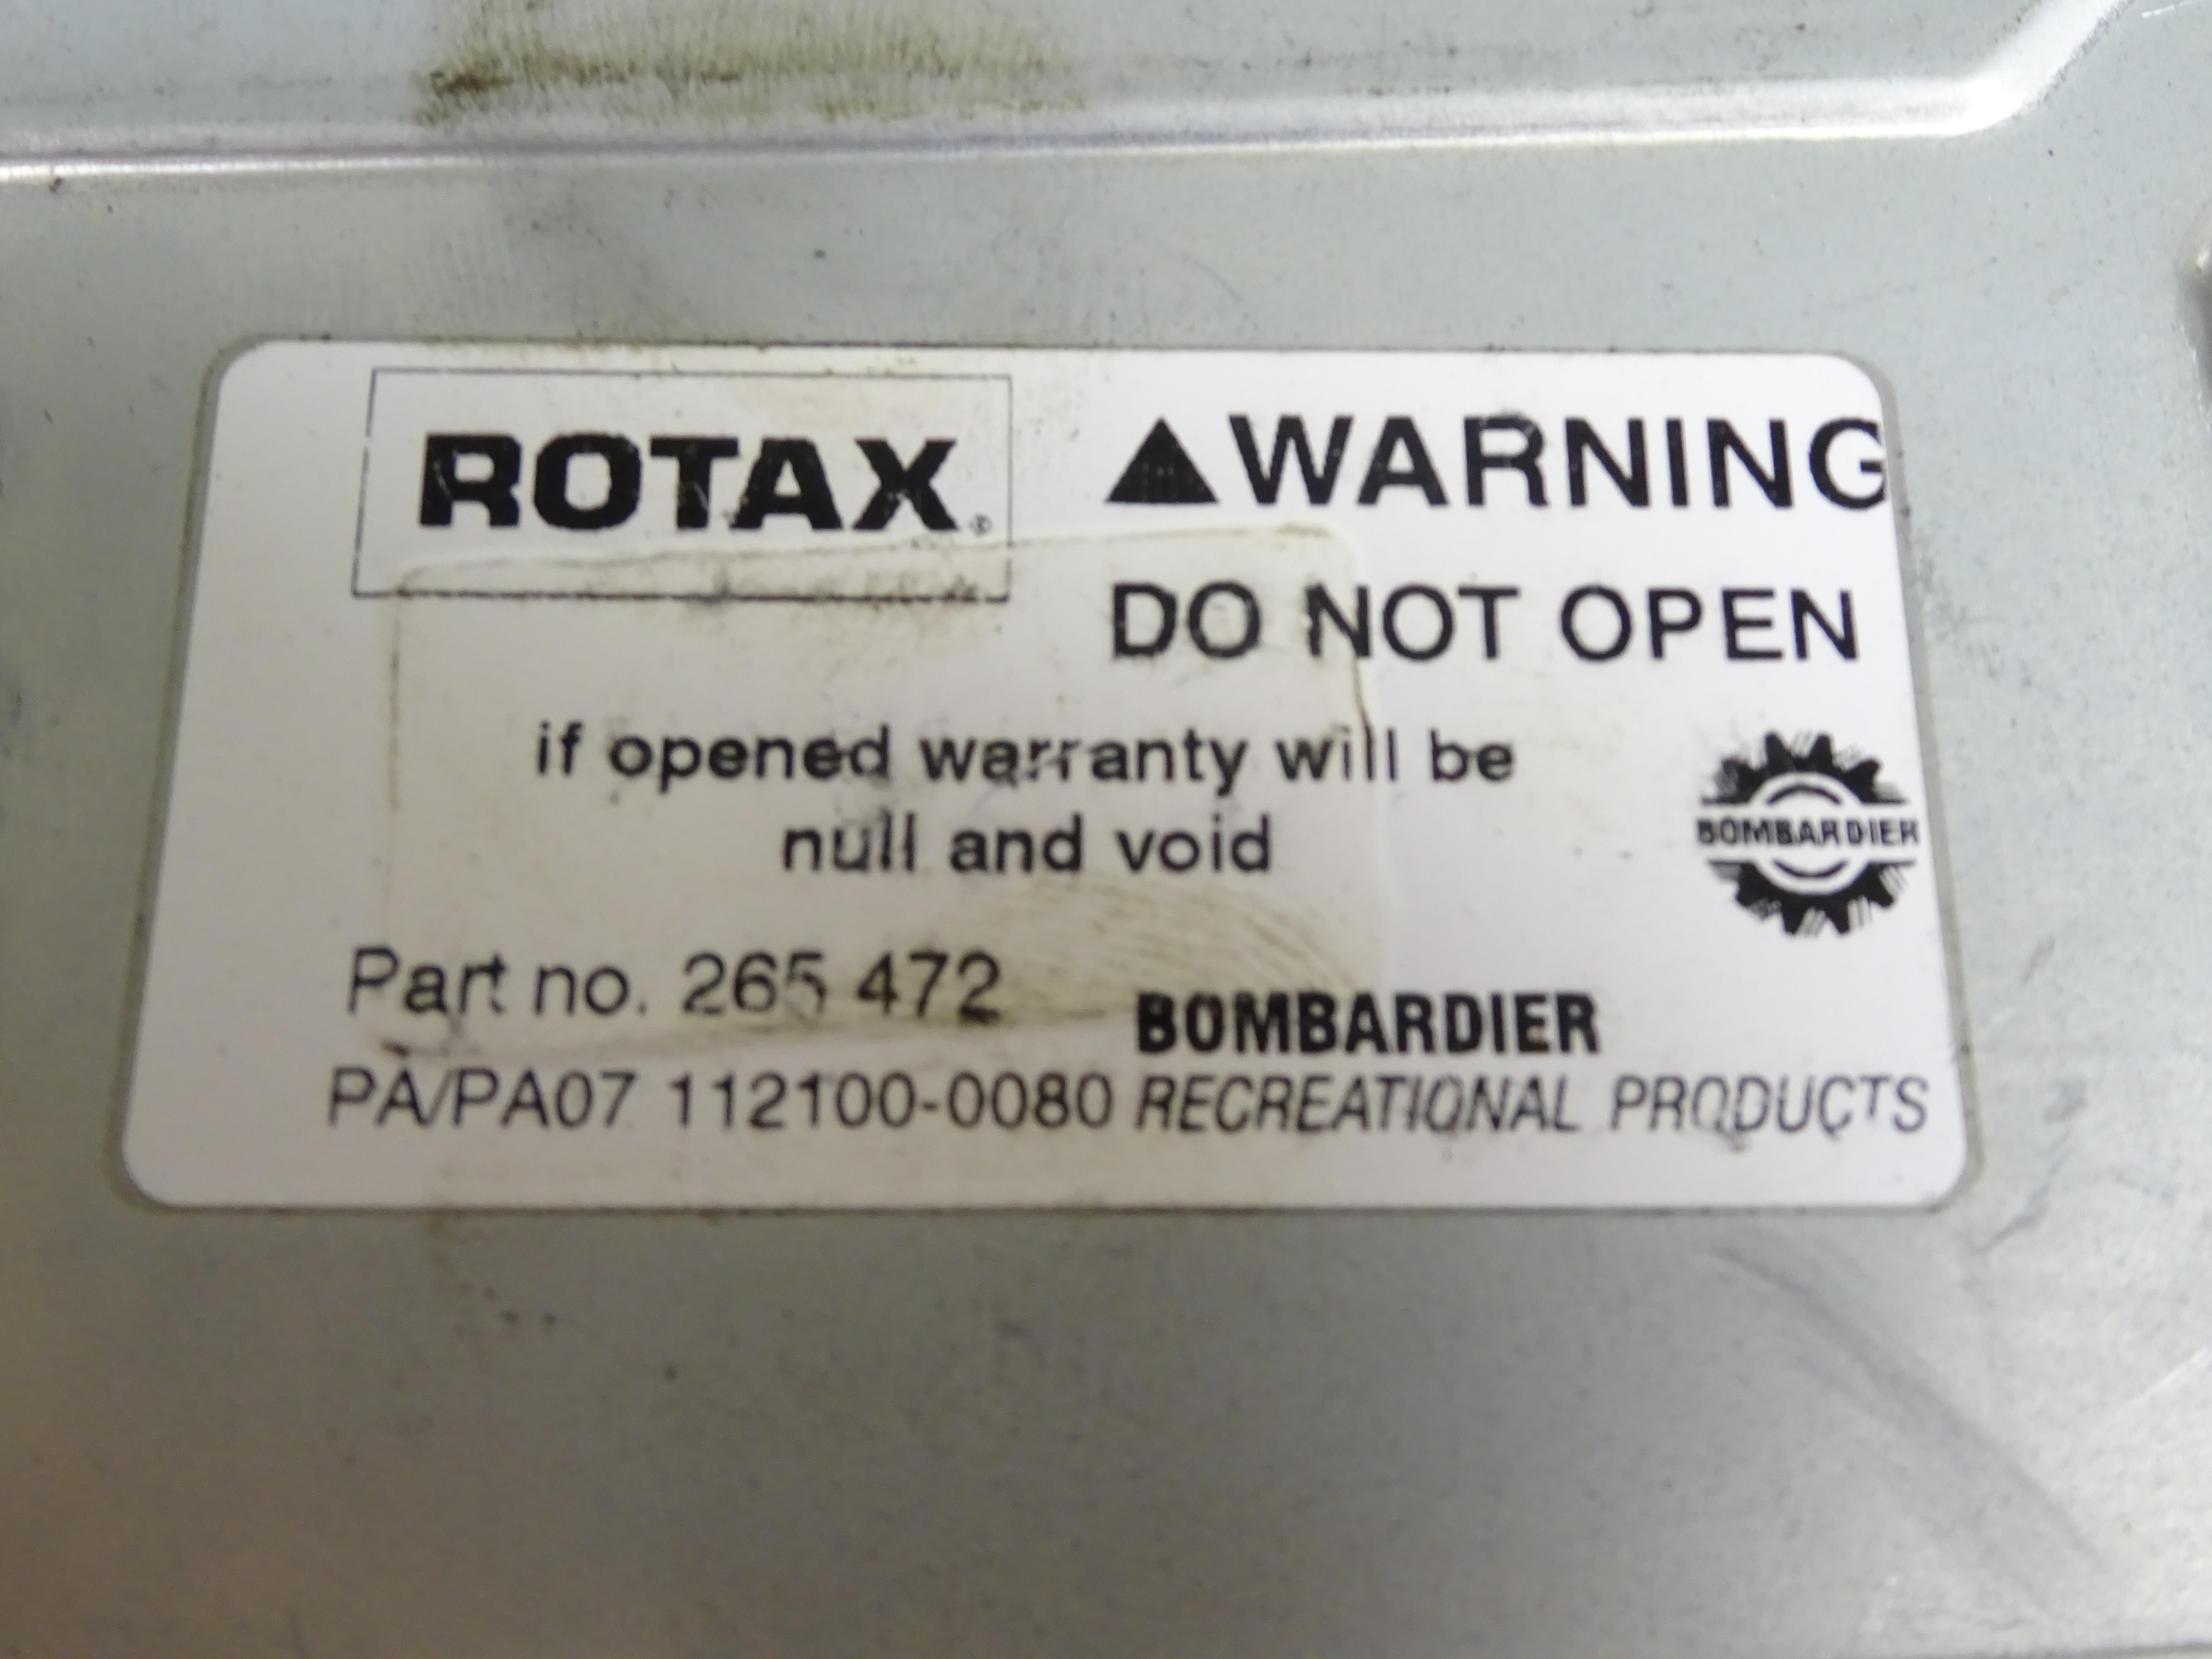 ROTAX®
▲WARNING
DO NOT OPEN
if opened warranty will be
null and void
BOMBARDIER
Part no. 265 472
BOMBARDIER
PA/PA07 112100-0080 RECREATIONAL PRODUCTS